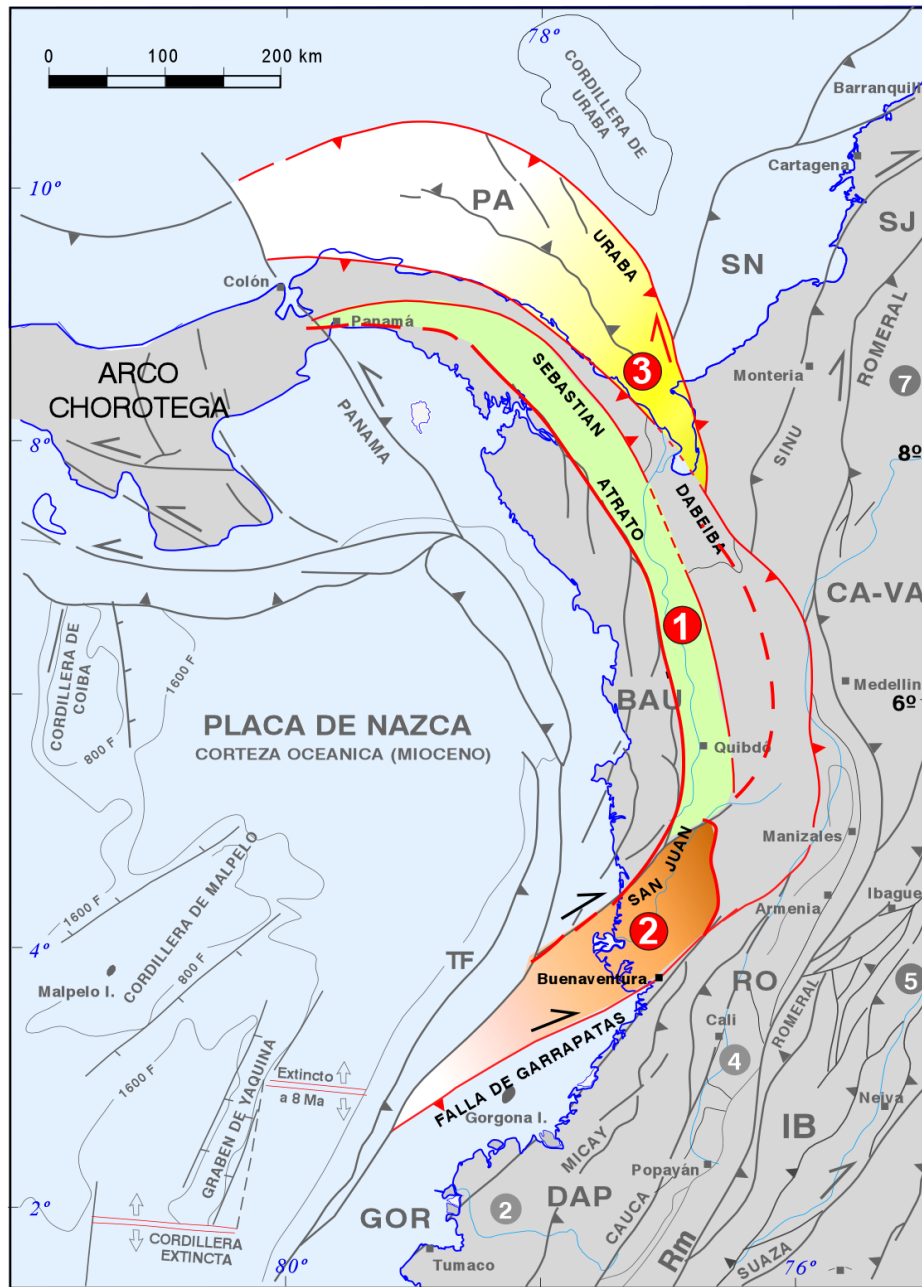 78º
0 100 200 km
CORDILLERA DE
URABA
Barranquill
Cartagena
10º
PA
URABA
SN
SJ
Colón
Panamá
ROMERAL
3
Monteria
7
ARCO
CHOROTEGA
SEBASTIAN
PANAMA
SINU
8º
8º
ATRATO
DABEIBA
CA-VA
1
CORDILLERA DE
COIBA
1600 F
800 F
BAU
Medellin
6º
PLACA DE NAZCA
CORTEZA OCEANICA (MIOCENO)
Quibdó
Manizales
SAN JUAN
1600 F
CORDILLERA DE MALPELO
800 F
Ibague
Armenia
2
4º
TF
Malpelo I.
Buenaventura
RO
5
ROMERAL
Cali
4
1600 F
GRABEN DE YAQUINA
Extincto
a 8 Ma
FALLA DE GARRAPATAS
Gorgona I.
Neiva
IB
MICAY
Popayán
DAP
CAUCA
2º
GOR
2
CORDILLERA
EXTINCTA
Rm
SUAZA
80º
Tumaco
76º